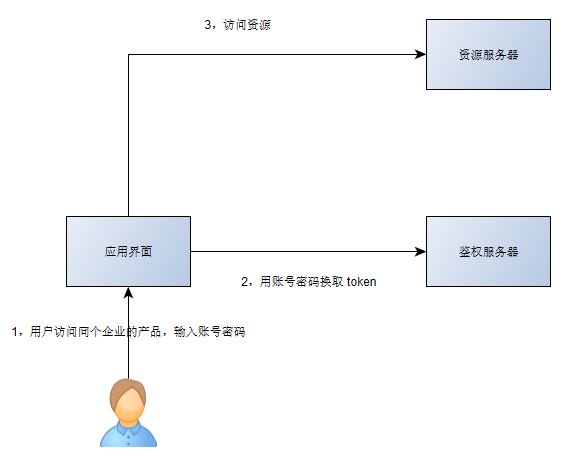 3，访问资源
资源服务器
应用界面
鉴权服务器
2，用账号密码换取 token
1，用户访问同个企业的产品，输入账号密码